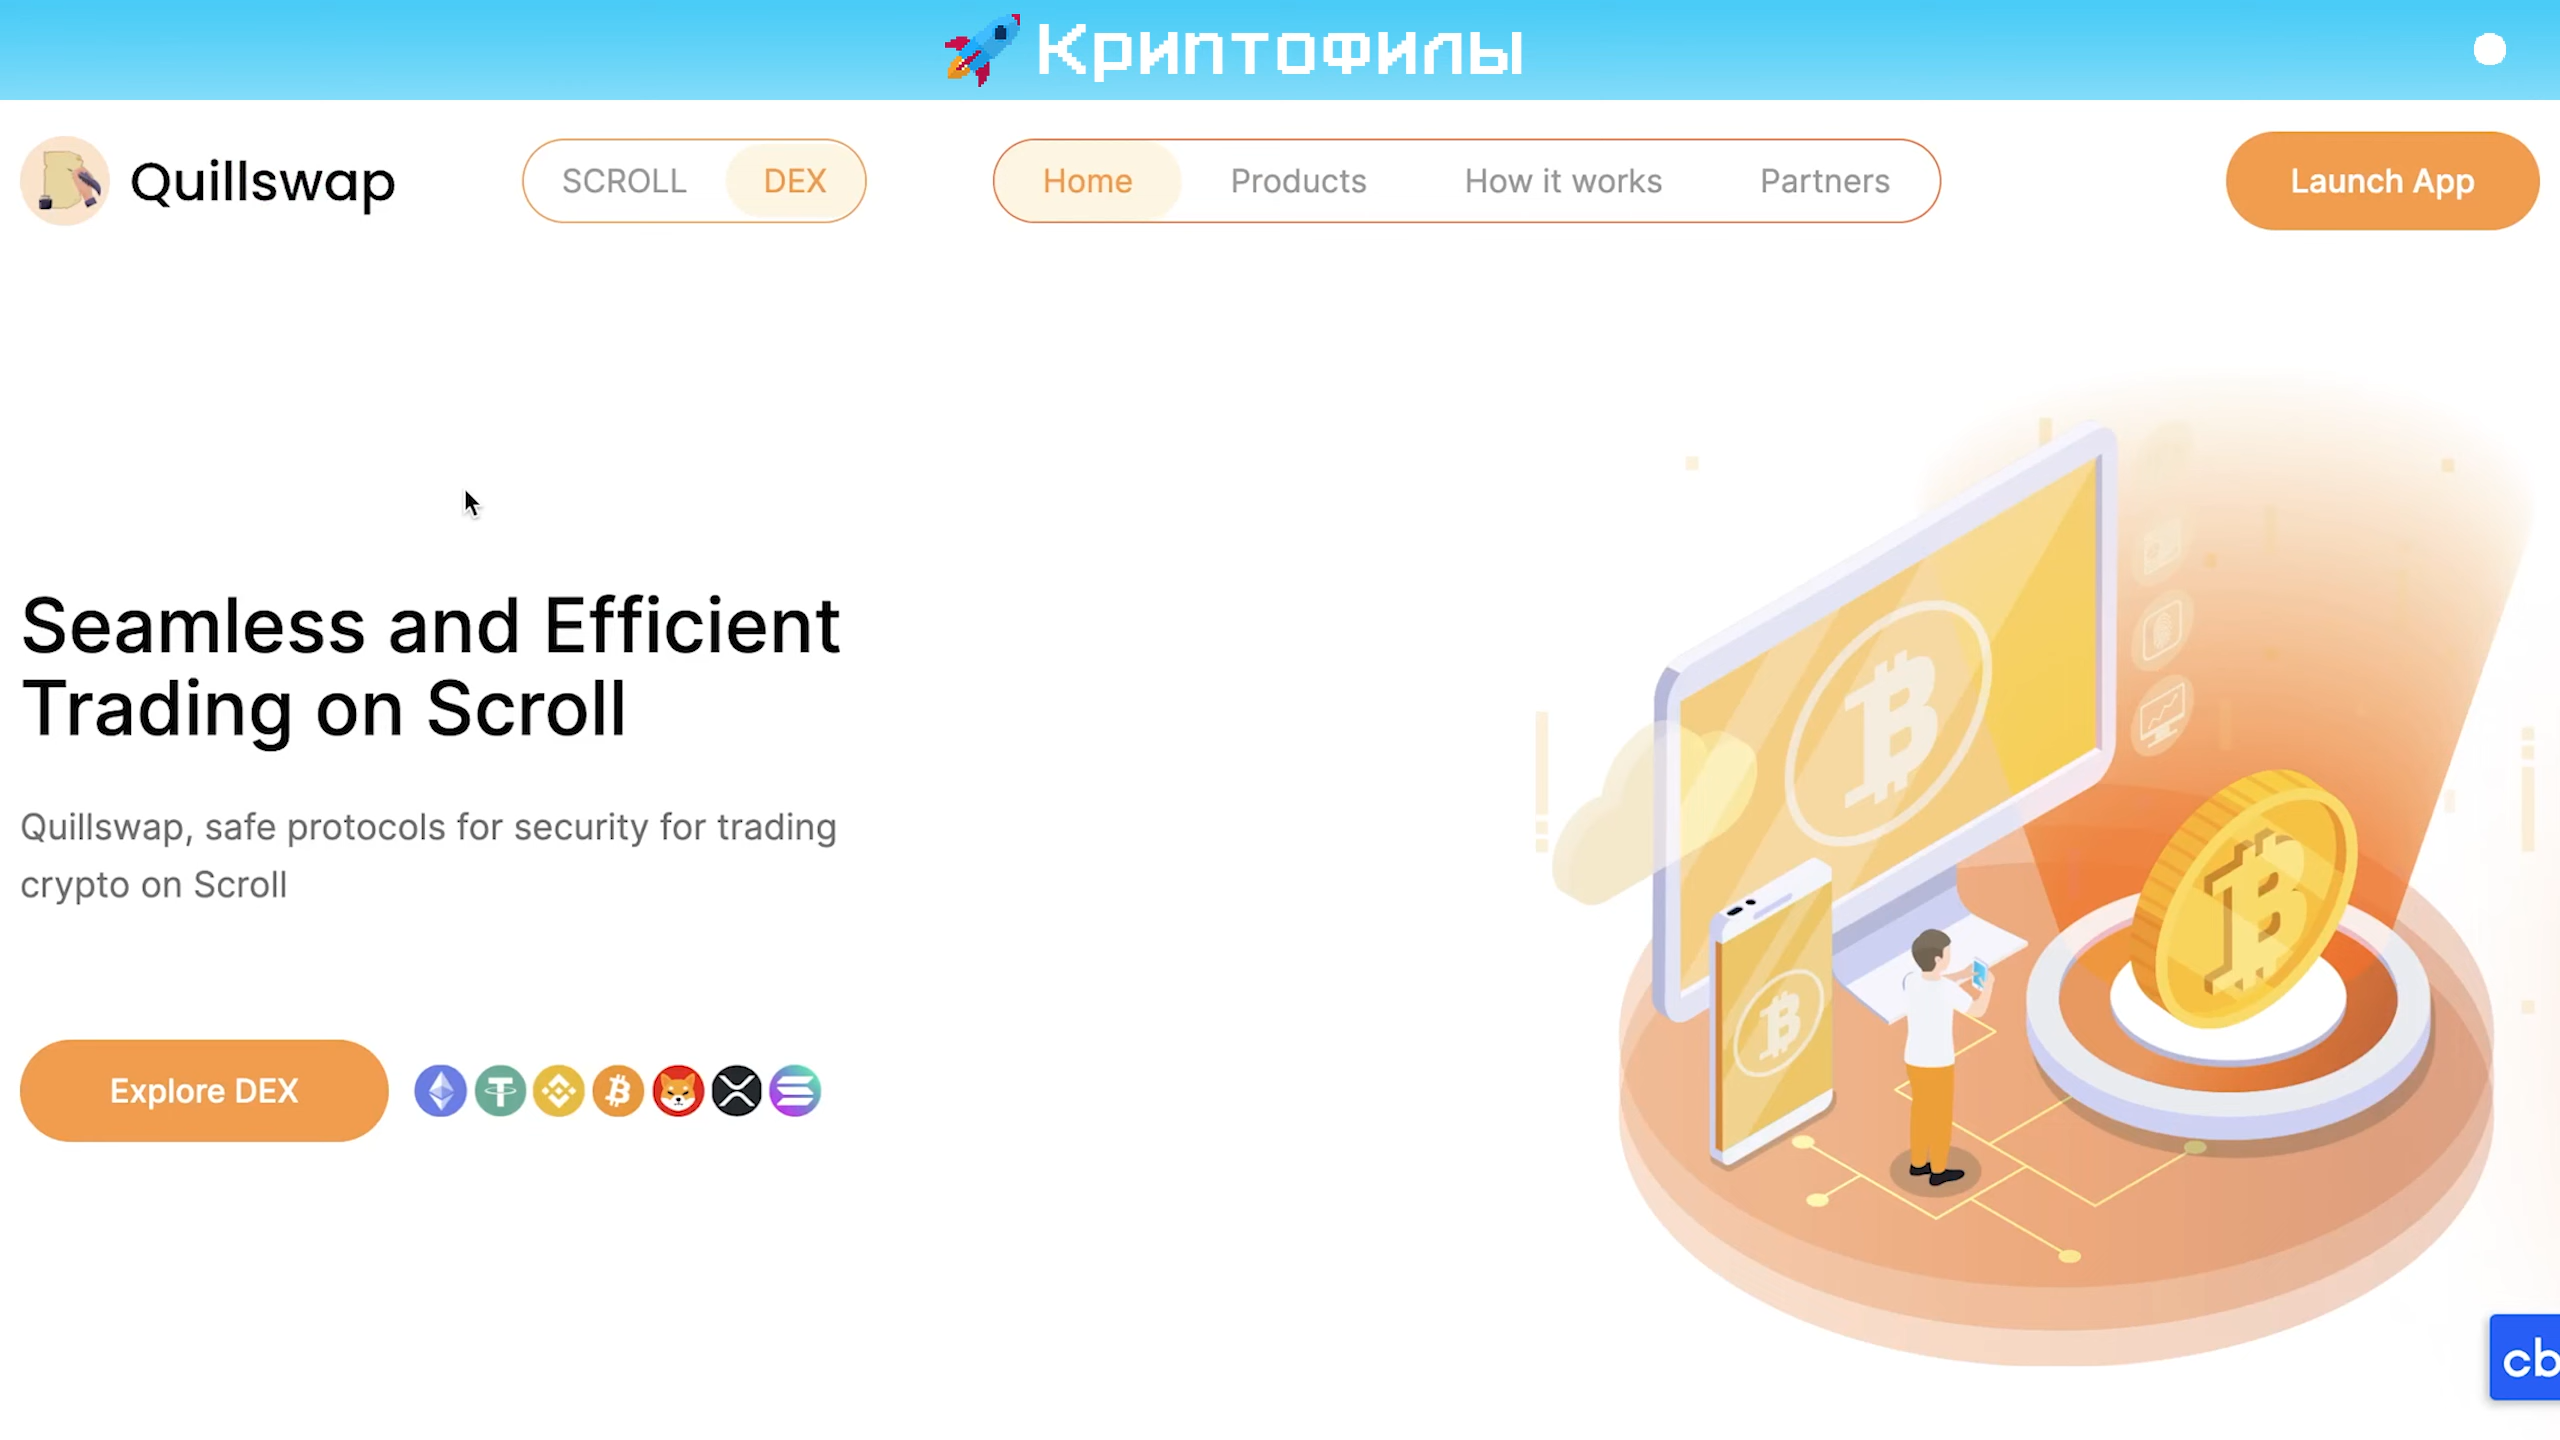 Криптофилы
Quillswap
SCROLL DEX
Home Products How it works Partners
Launch App
Seamless and Efficient
Trading on Scroll
Quillswap, safe protocols for security for trading
crypto on Scroll
Explore DEX
cb